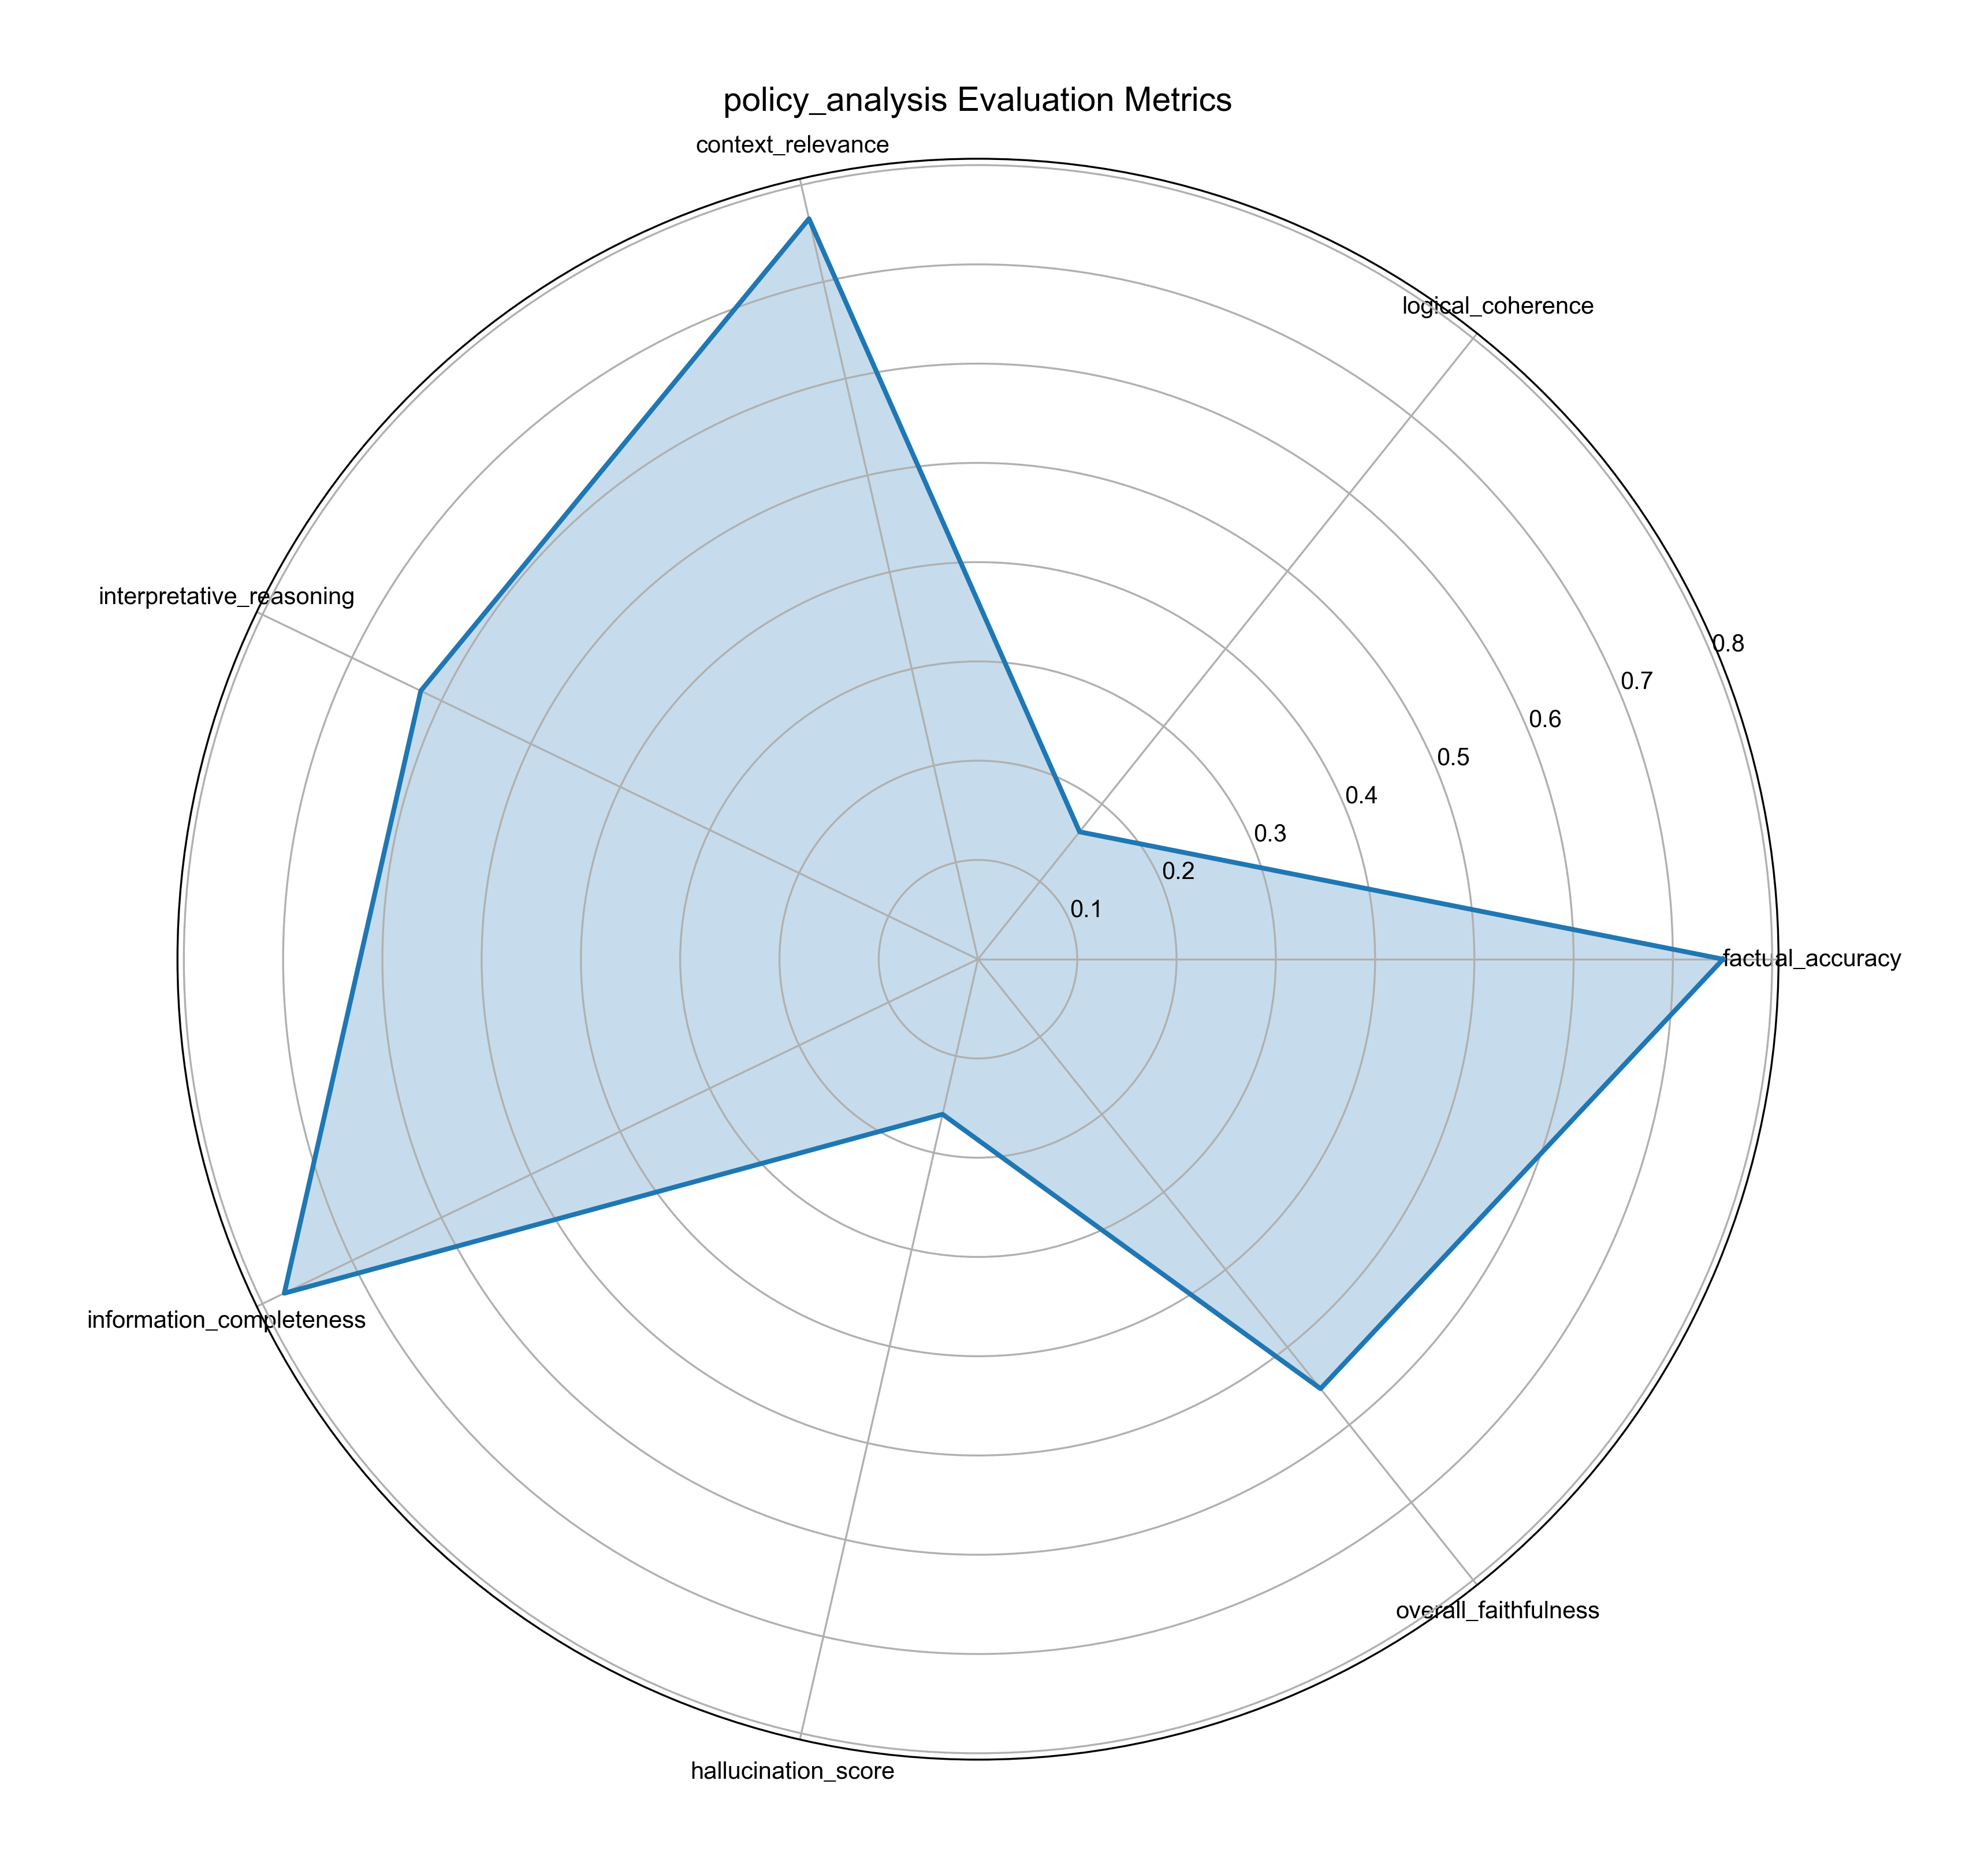 policy_analysis Evaluation Metrics
context_relevance
logical_coherence
interpretative_reasoning
0.8
0.7
0.6
0.5
0.4
0.3
0.2
0.1
factual_accuracy
information_completeness
overall_faithfulness
hallucination_score